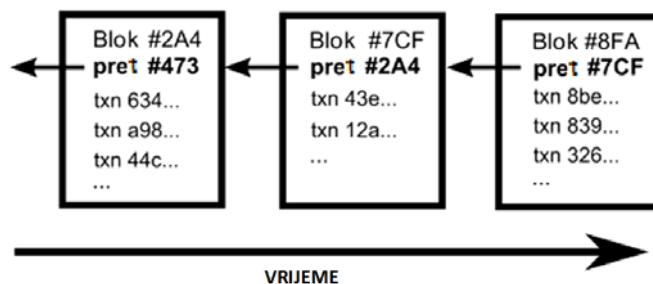 Blok #2A4
pret #473
txn 634...
txn a98...
txn 44c...
...
Blok #7CF
pret #2A4
txn 43e...
txn 12a...
...
Blok #8FA
pret #7CF
txn 8be...
txn 839...
txn 326...
...
VRIJEME